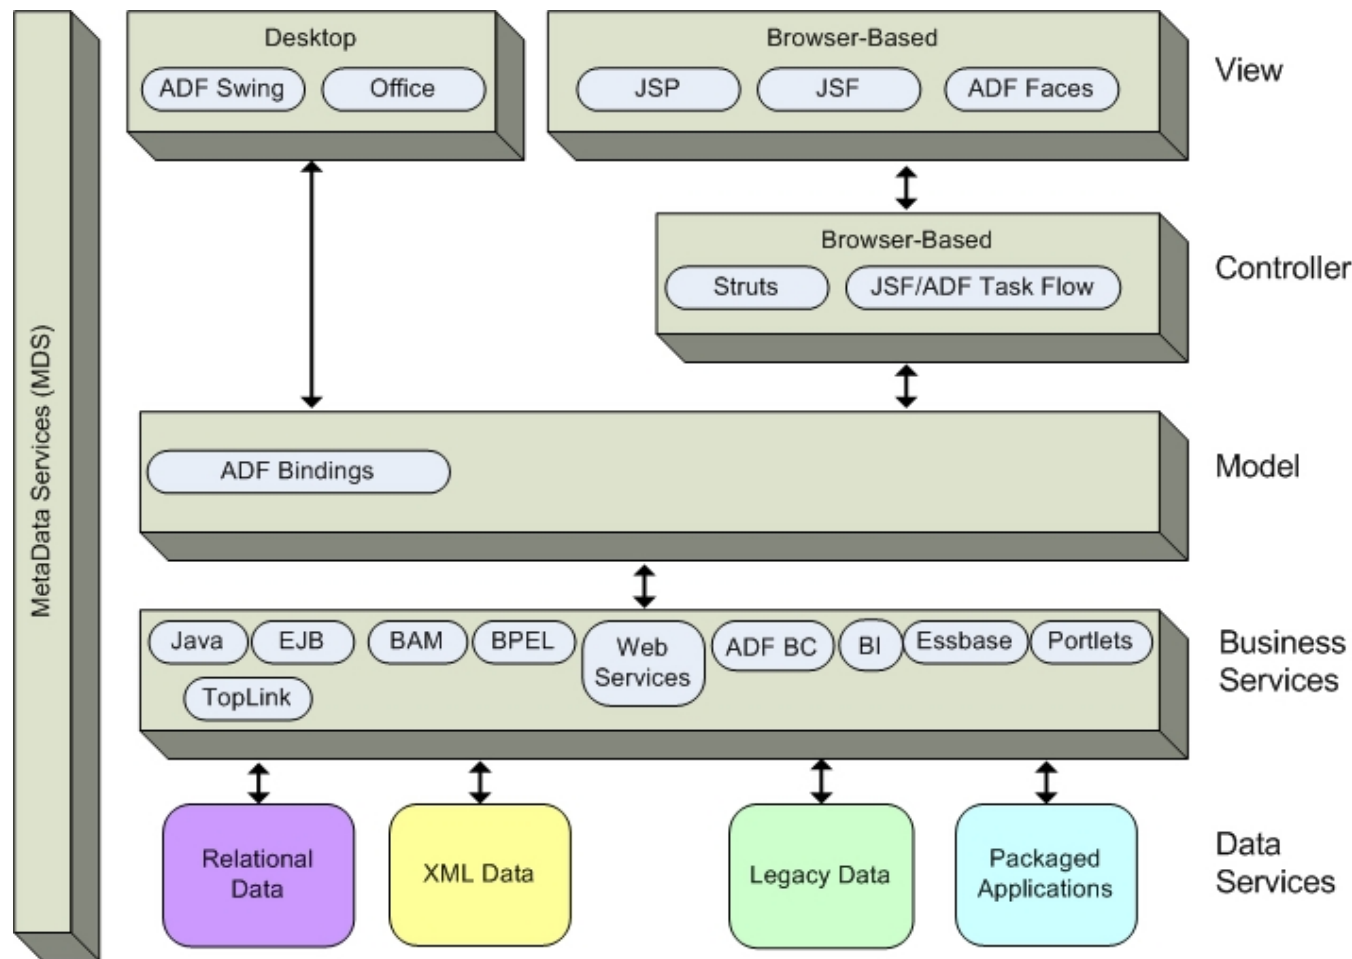 MetaData Services (MDS)
Desktop
ADF Swing
Office
Browser-Based
JSP
JSF
ADF Faces
View
Browser-Based
Struts
JSF/ADF Task Flow
Controller
ADF Bindings
Model
Java
EJB
BAM
BPEL
Web
Services
ADF BC
BI
Essbase
Portlets
TopLink
Business
Services
Relational
Data
XML Data
Legacy Data
Packaged
Applications
Data
Services